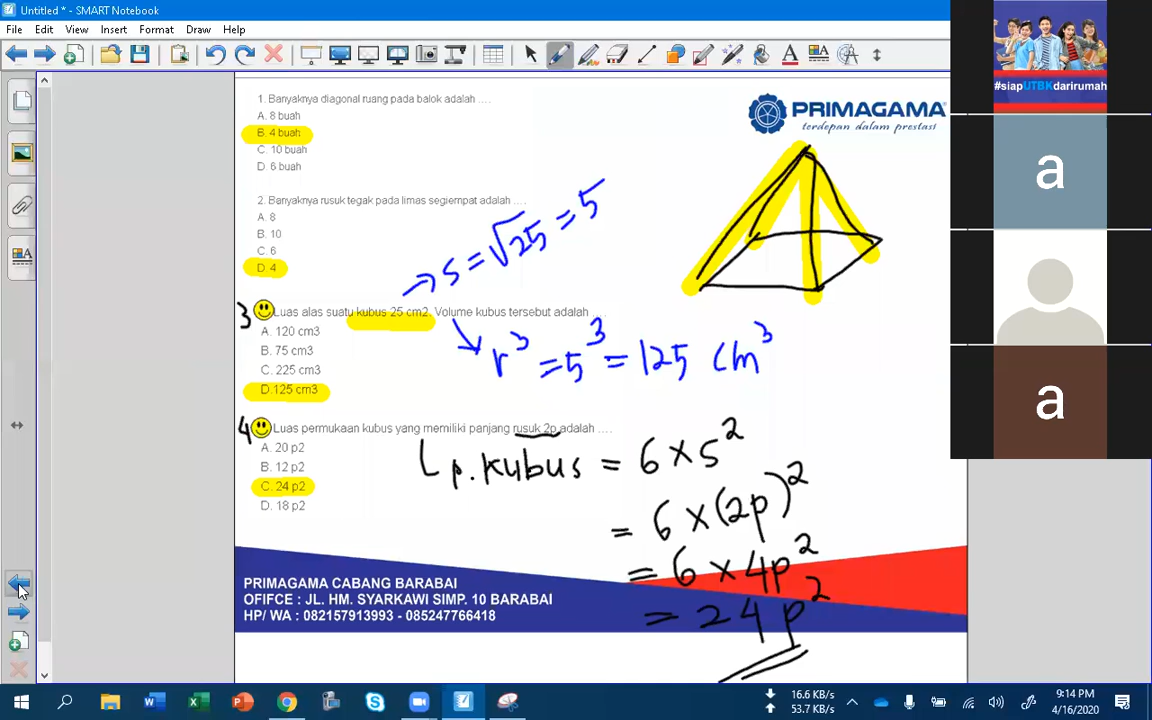 Untitled * - SMART Notebook
File Edit View Insert Format Draw Help
1. Banyaknya diagonal ruang pada balok adalah ....
A. 8 buah
B. 4 buah
C. 10 buah
D. 6 buah
PRIMAGAMA
terdepan dalam prestasi
#siapUTBKdarirumah
a
2. Banyaknya rusuk tegak pada limas segiempat adalah ....
A. 8
B. 10
C. 6
D. 4
→ s = √25 = 5
3 Luas alas suatu kubus 25 cm2. Volume kubus tersebut adalah ....
A. 120 cm3
B. 75 cm3
C. 225 cm3
D.125 cm3
r³ = 5³ = 125 cm³
a
4 Luas permukaan kubus yang memiliki panjang rusuk 2p adalah ....
A. 20 p2
B. 12 p2
C. 24 p2
D. 18 p2
L p. kubus = 6 × s²
= 6 × (2p)²
= 6 × 4p²
= 24 p²
PRIMAGAMA CABANG BARABAI
OFIFCE : JL. HM. SYARKAWI SIMP. 10 BARABAI
HP/ WA : 082157913993 - 085247766418
16.6 KB/s
53.7 KB/s
9:14 PM
4/16/2020